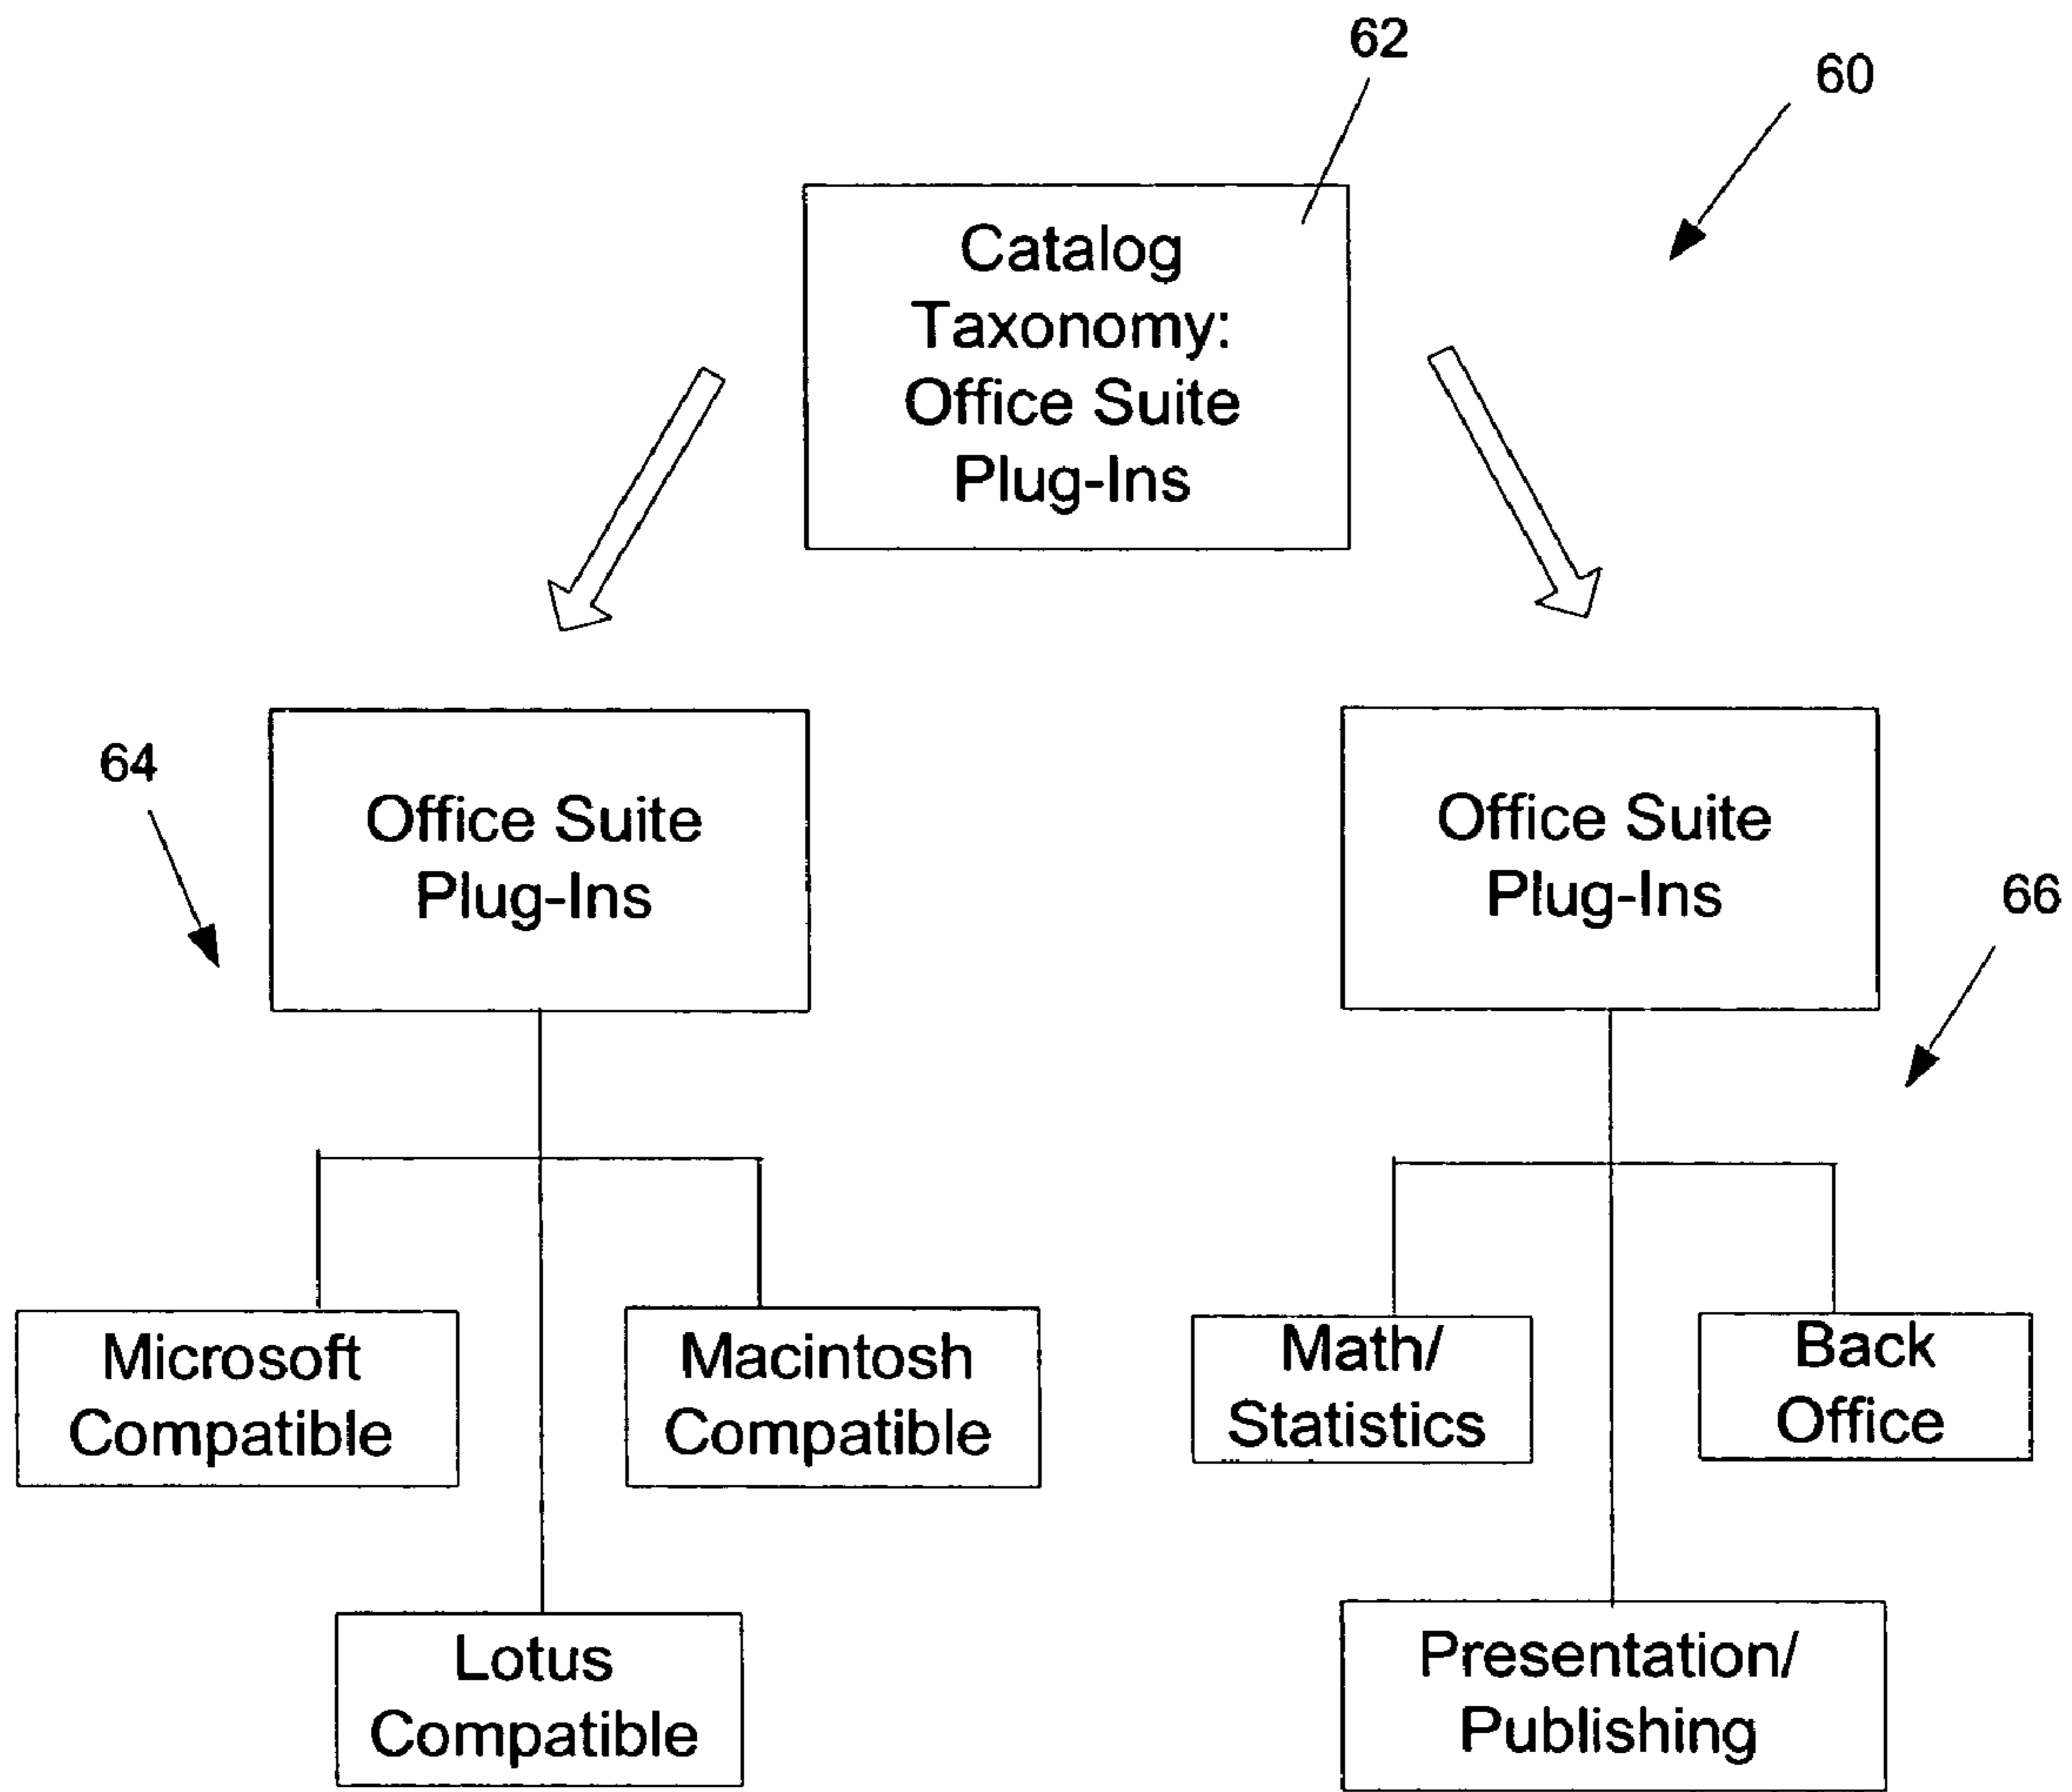 62
60
Catalog
Taxonomy:
Office Suite
Plug-Ins
64
Office Suite
Plug-Ins
Office Suite
Plug-Ins
66
Microsoft
Compatible
Macintosh
Compatible
Math/
Statistics
Back
Office
Lotus
Compatible
Presentation/
Publishing